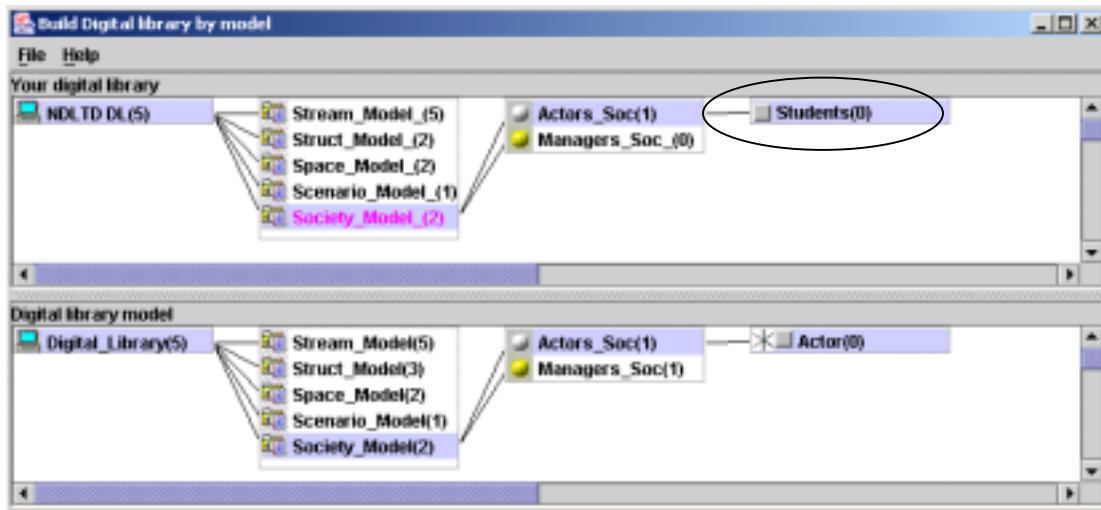 Build Digital library by model
File Help
Your digital library
NDLTD DL(5)
Stream_Model_(5)
Struct_Model_(2)
Space_Model_(2)
Scenario_Model_(1)
Society_Model_(2)
Actors_Soc(1)
Managers_Soc_(0)
Students(0)
Digital library model
Digital_Library(5)
Stream_Model(5)
Struct_Model(3)
Space_Model(2)
Scenario_Model(1)
Society_Model(2)
Actors_Soc(1)
Managers_Soc(1)
Actor(0)